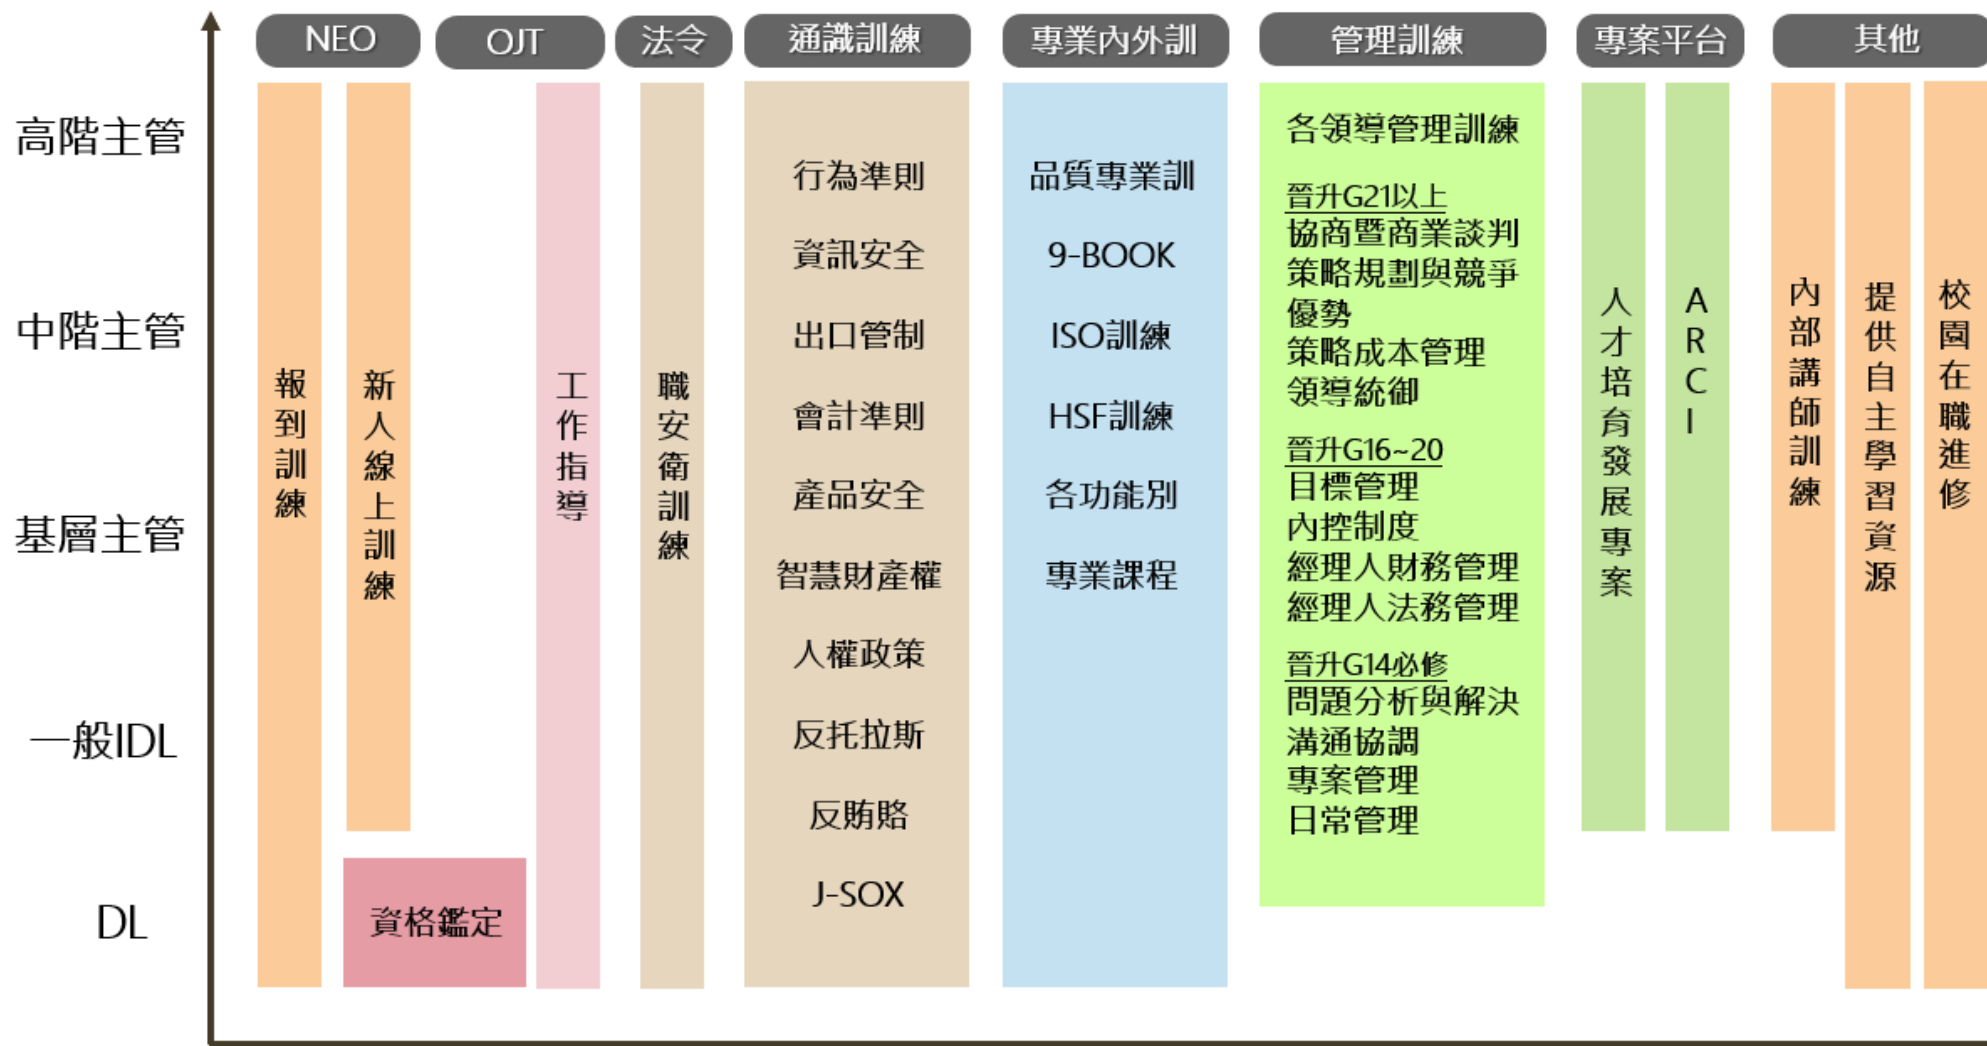 NEO
OJT
法令
通識訓練
專業內外訓
管理訓練
專案平台
其他
高階主管
中階主管
基層主管
一般IDL
DL
報到訓練
新人線上訓練
資格鑑定
工作指導
職安衛訓練
行為準則
資訊安全
出口管制
會計準則
產品安全
智慧財產權
人權政策
反托拉斯
反賄賂
J-SOX
品質專業訓
9-BOOK
ISO訓練
HSF訓練
各功能別
專業課程
各領導管理訓練
晉升G21以上
協商暨商業談判
策略規劃與競爭
優勢
策略成本管理
領導統御
晉升G16~20
目標管理
內控制度
經理人財務管理
經理人法務管理
晉升G14必修
問題分析與解決
溝通協調
專案管理
日常管理
人才培育發展專案
ARCI
內部講師訓練
提供自主學習資源
校園在職進修